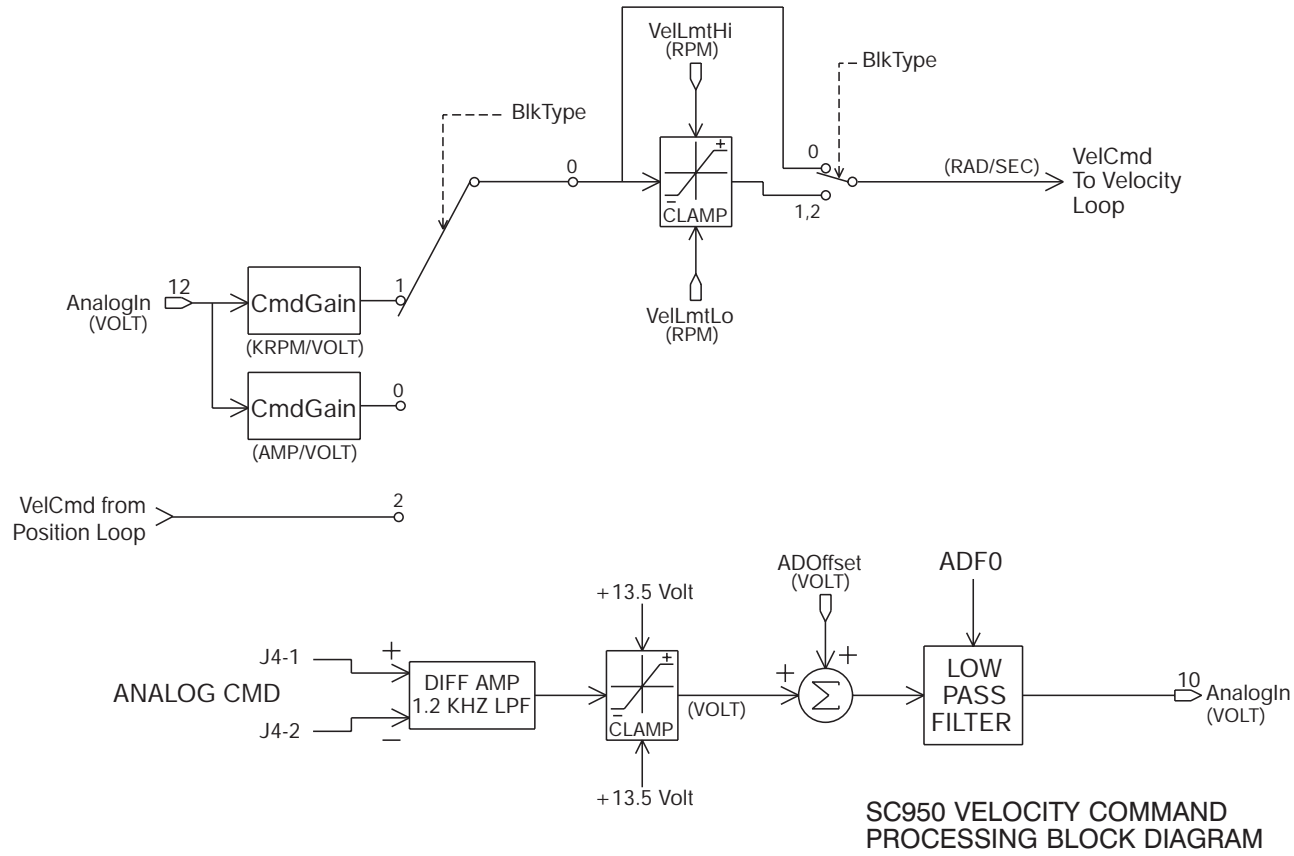 VelLmtHi
(RPM)
BlkType
BlkType
0
0
(RAD/SEC)
VelCmd
To Velocity
Loop
+
−
CLAMP
1,2
VelLmtLo
(RPM)
12
AnalogIn
(VOLT)
CmdGain
1
(KRPM/VOLT)
CmdGain
0
(AMP/VOLT)
VelCmd from
Position Loop
2
ANALOG CMD
J4-1
J4-2
+
−
DIFF AMP
1.2 KHZ LPF
+13.5 Volt
+
−
CLAMP
+13.5 Volt
(VOLT)
ADOffset
(VOLT)
+
+
Σ
ADF0
LOW
PASS
FILTER
10
AnalogIn
(VOLT)
SC950 VELOCITY COMMAND
PROCESSING BLOCK DIAGRAM